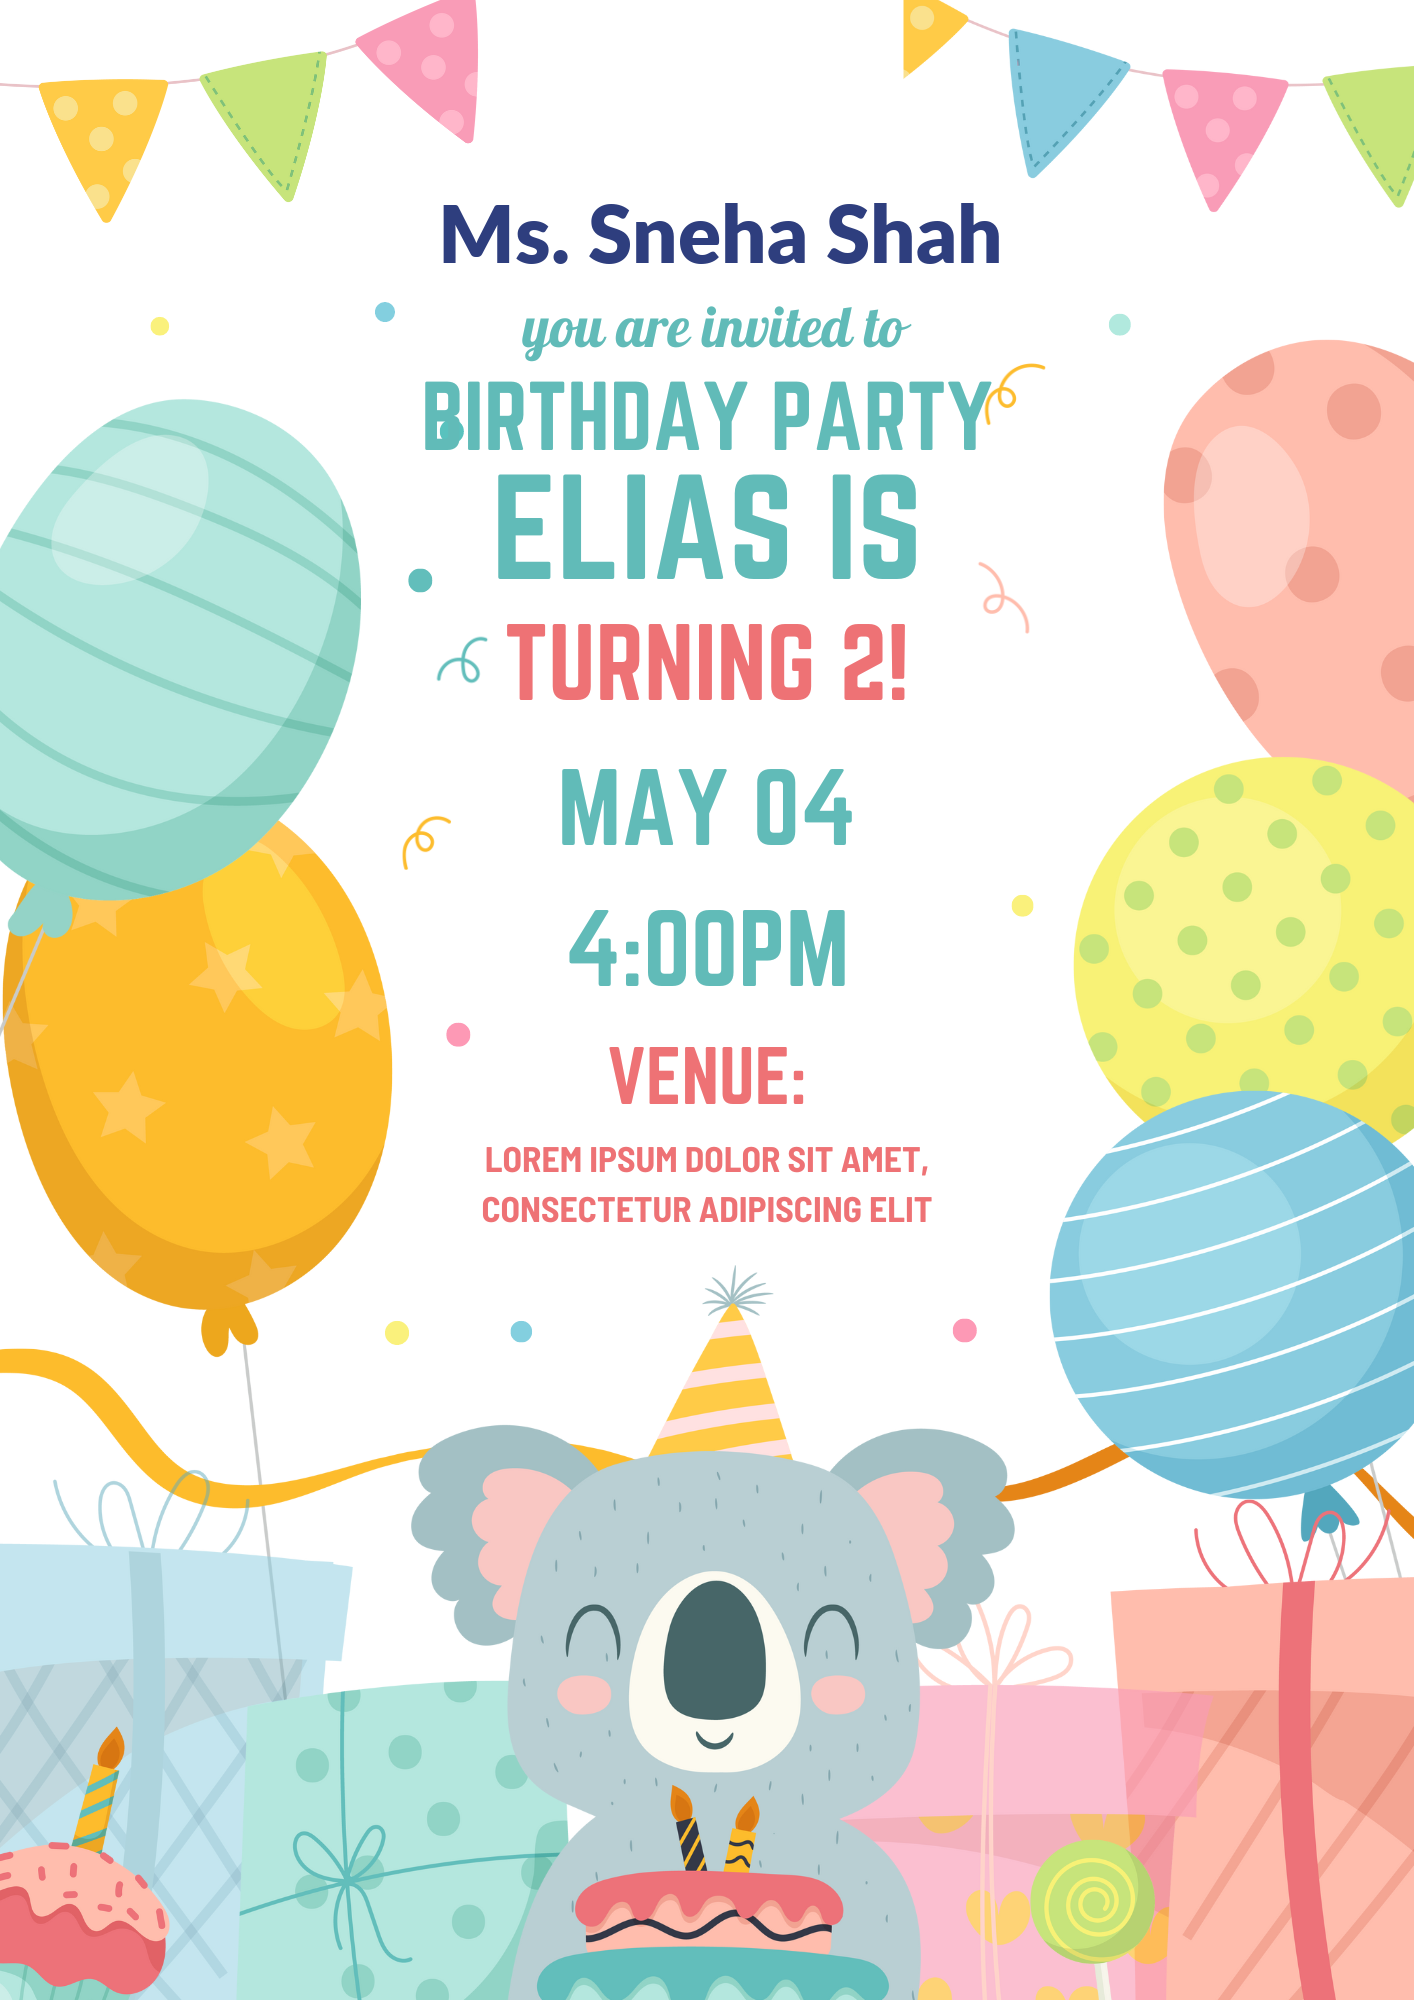 Ms. Sneha Shah
you are invited to
BIRTHDAY PARTY
ELIAS IS
TURNING 2!
MAY 04
4:00PM
VENUE:
LOREM IPSUM DOLOR SIT AMET,
CONSECTETUR ADIPISCING ELIT